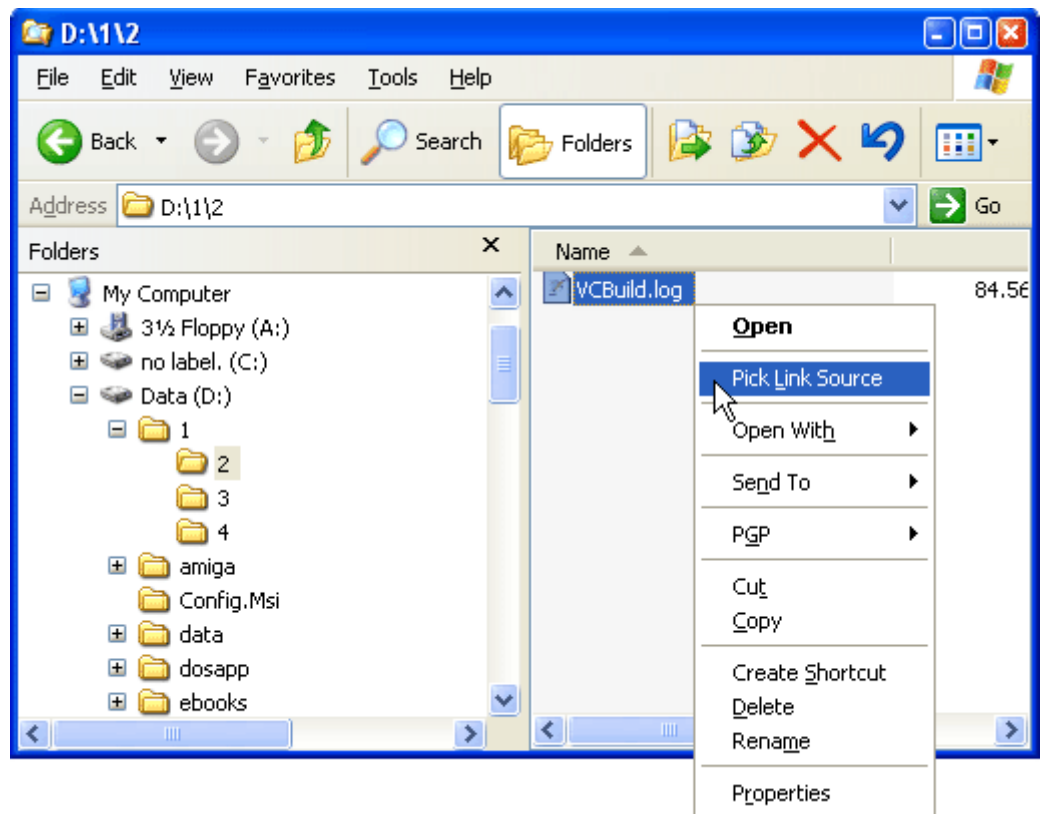 D:\1\2
File Edit View Favorites Tools Help
Back Search Folders
Address D:\1\2 Go
Folders
My Computer
3½ Floppy (A:)
no label. (C:)
Data (D:)
1
2
3
4
amiga
Config.Msi
data
dosapp
ebooks
Name
VCBuild.log 84.56
Open
Pick Link Source
Open With
Send To
PGP
Cut
Copy
Create Shortcut
Delete
Rename
Properties